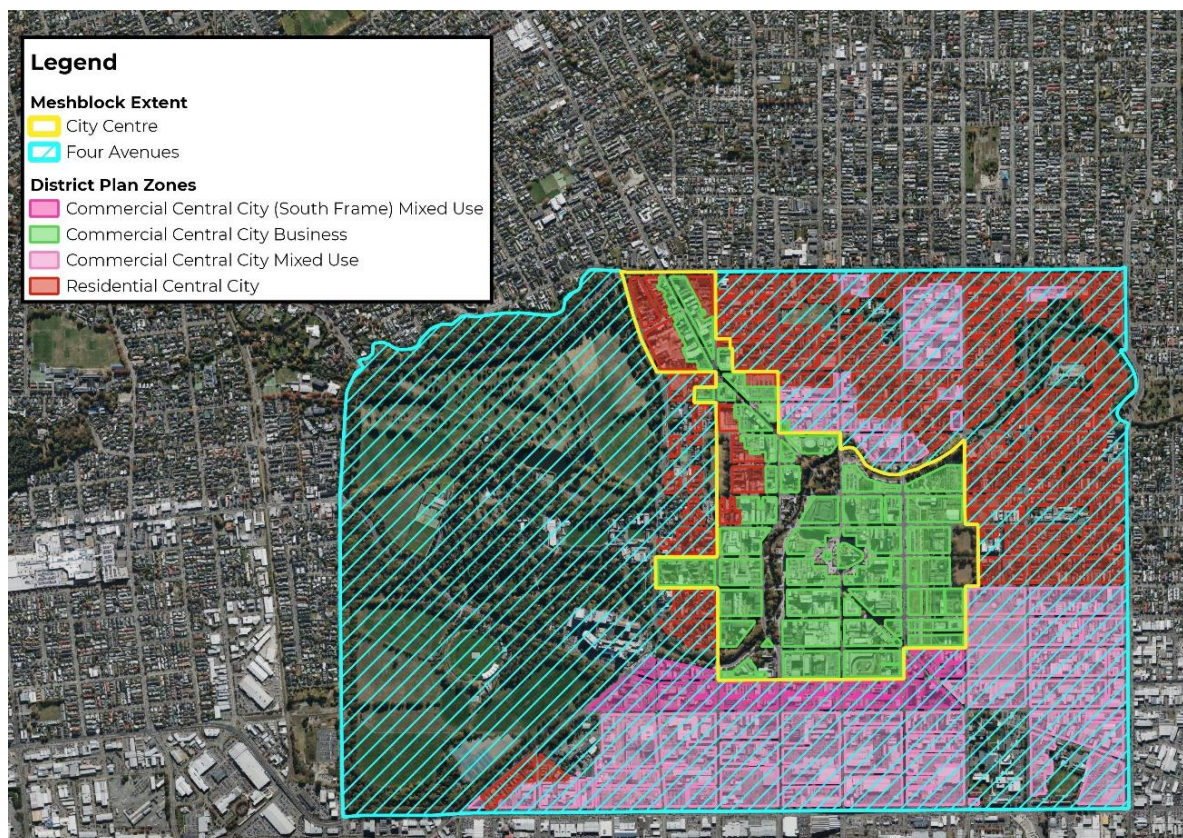 Legend
Meshblock Extent
City Centre
Four Avenues
District Plan Zones
Commercial Central City (South Frame) Mixed Use
Commercial Central City Business
Commercial Central City Mixed Use
Residential Central City